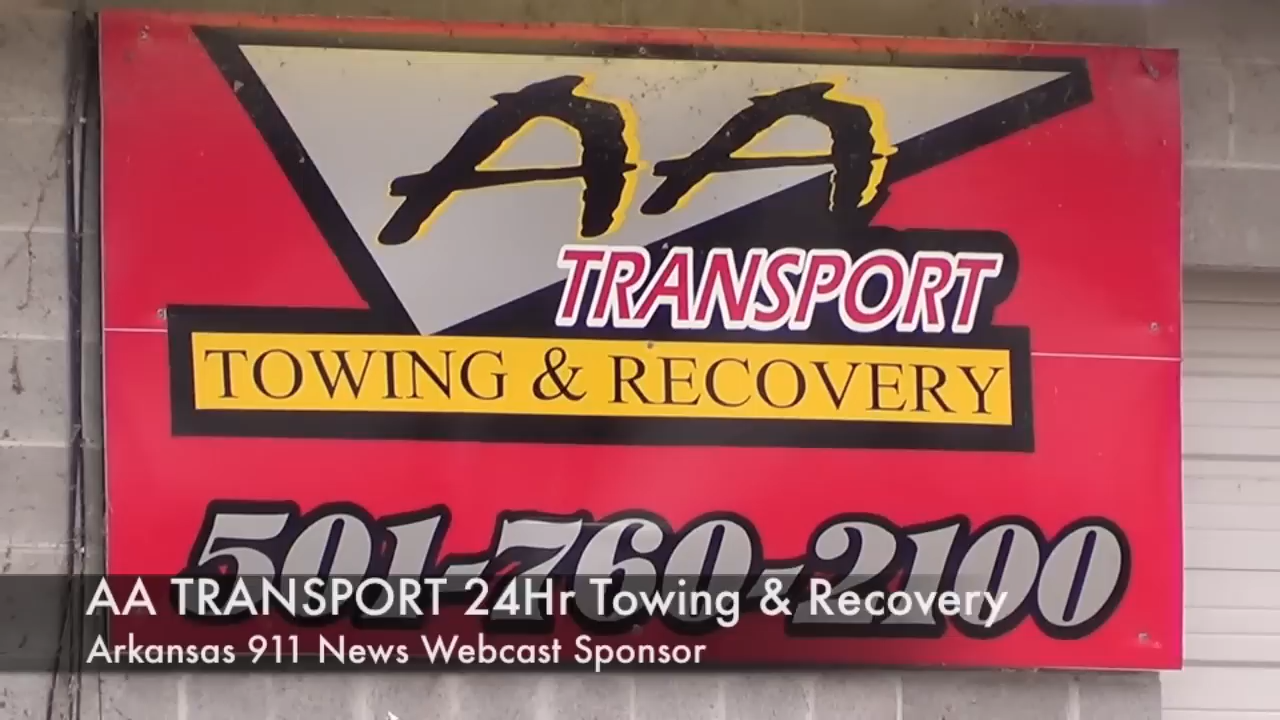 AA
TRANSPORT
TOWING & RECOVERY
501-760-2100
AA TRANSPORT 24Hr Towing & Recovery
Arkansas 911 News Webcast Sponsor